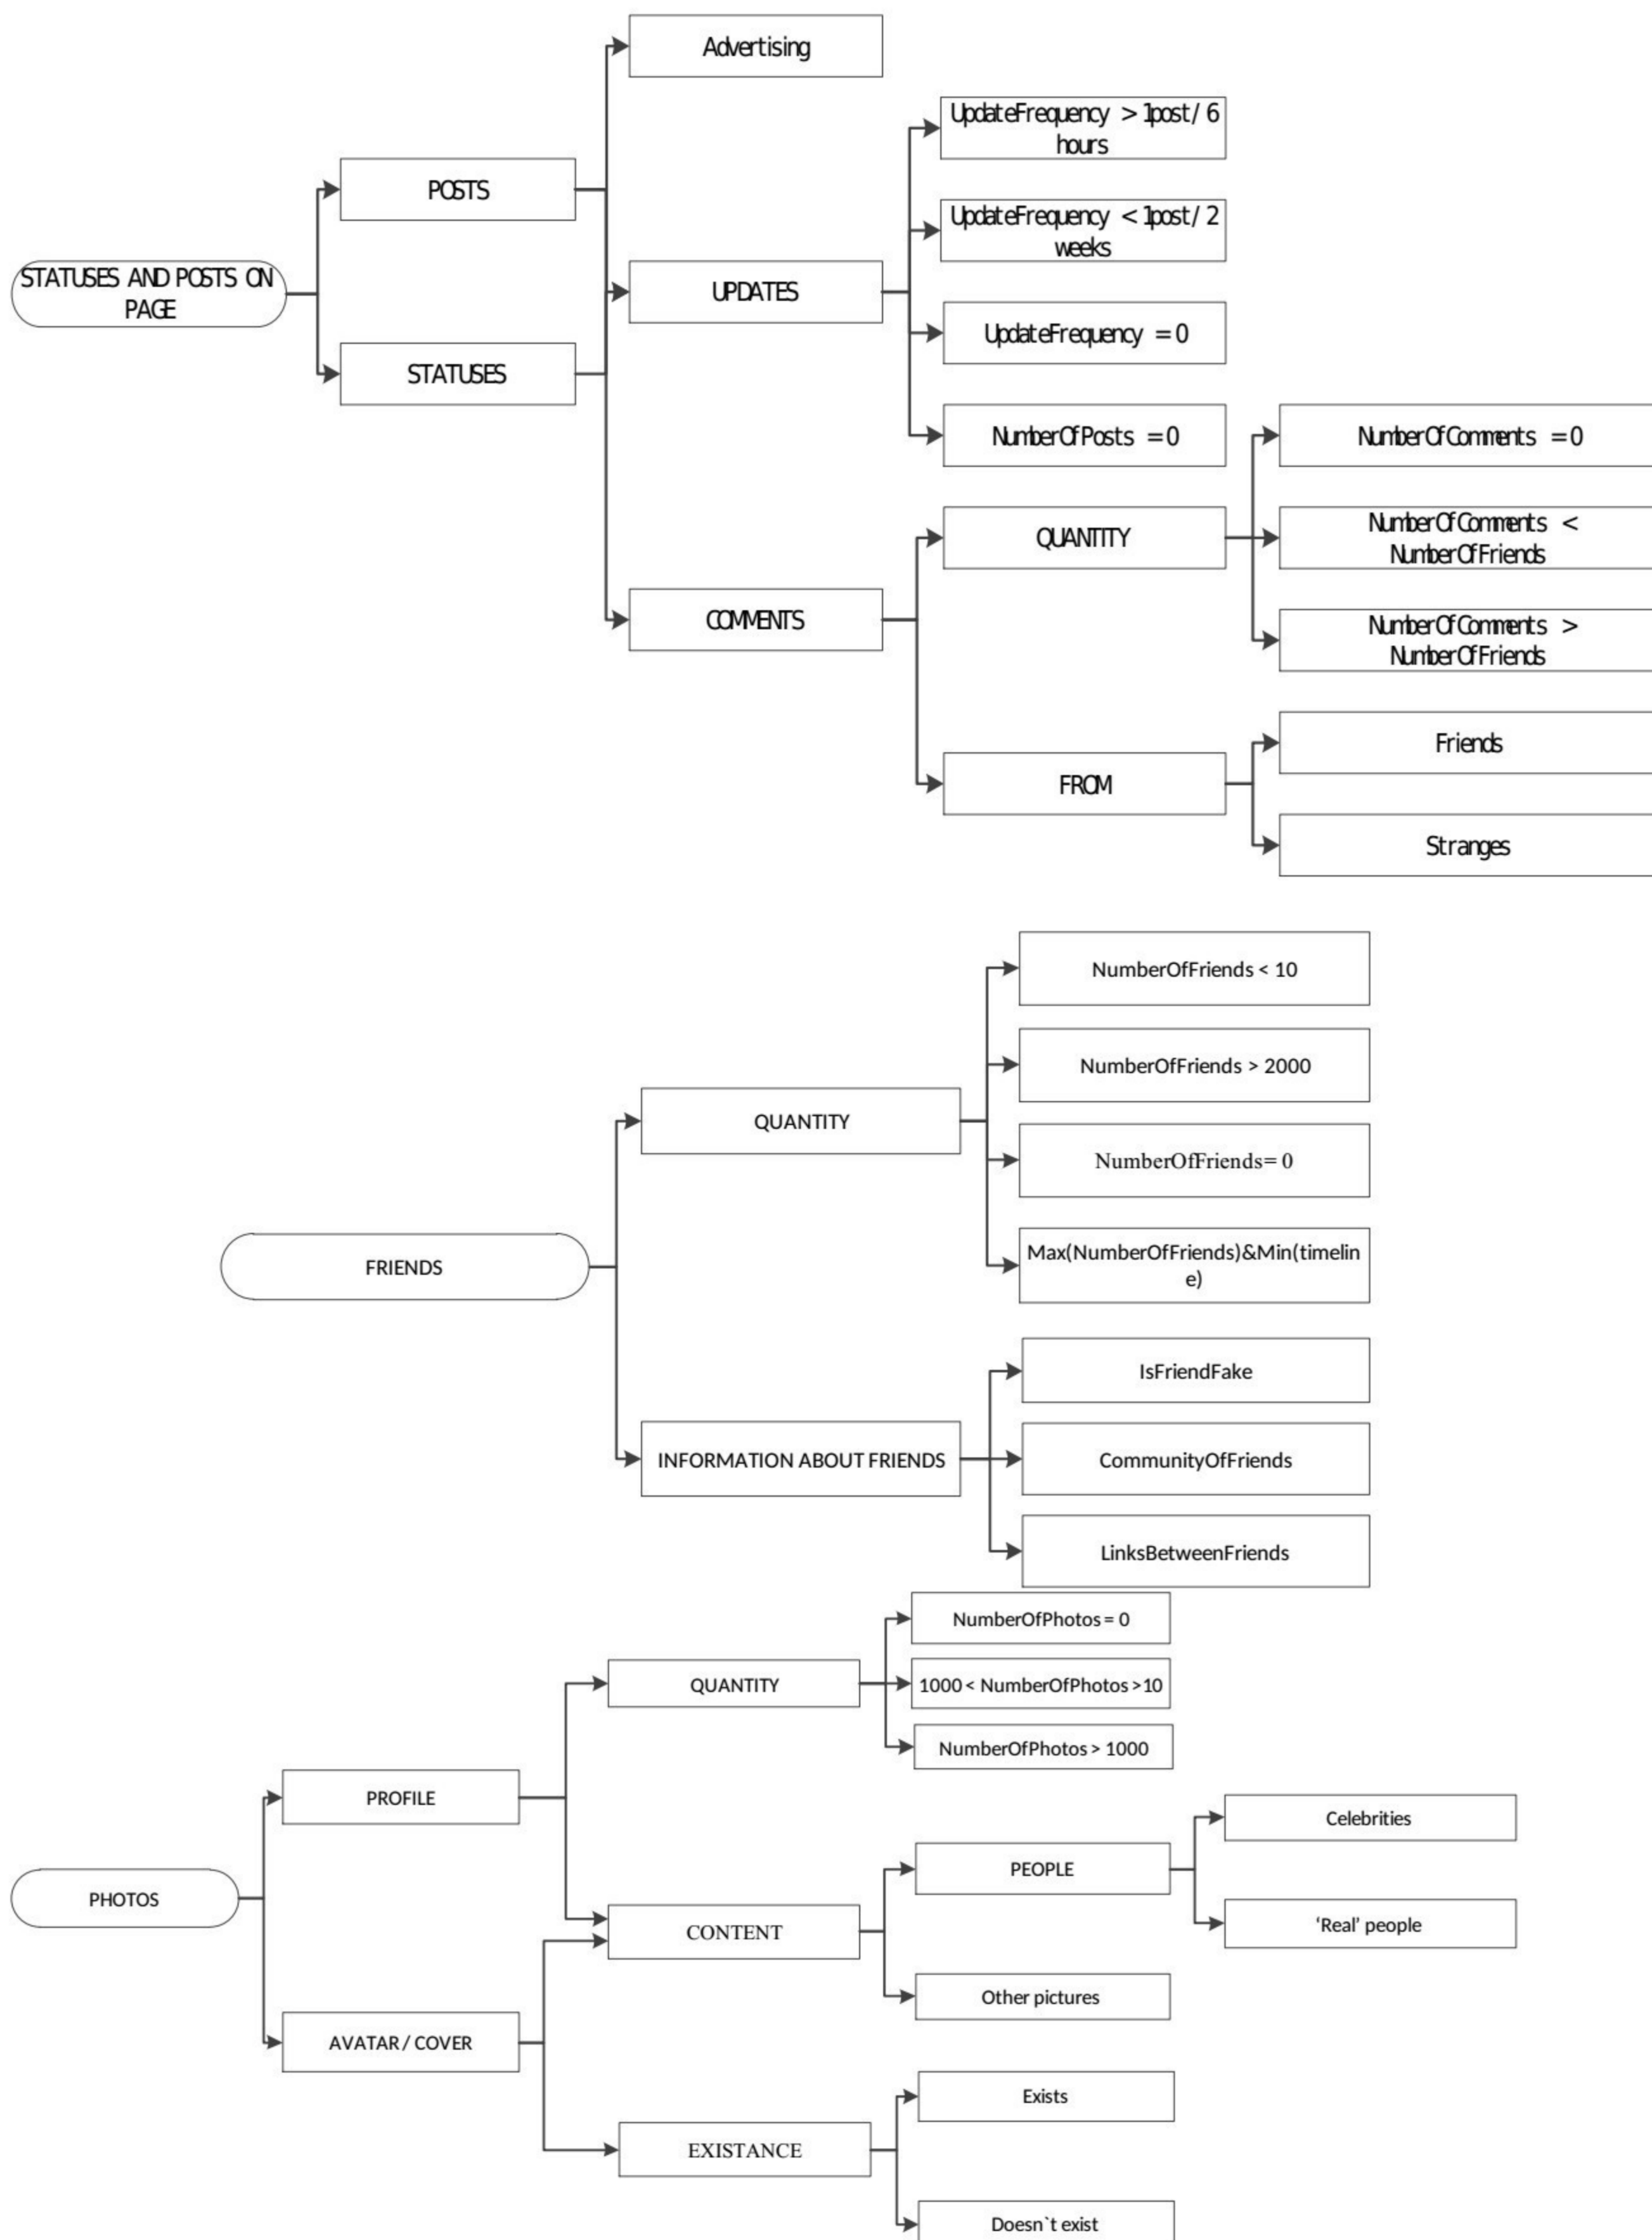 Advertising
UpdateFrequency > 1post/ 6
hours
POSTS
UpdateFrequency < 1post/ 2
weeks
STATUSES AND POSTS ON
PAGE
UPDATES
UpdateFrequency = 0
STATUSES
NumberOfPosts = 0
NumberOfComments = 0
QUANTITY
NumberOfComments <
NumberOfFriends
COMMENTS
NumberOfComments >
NumberOfFriends
FROM
Friends
Stranges
NumberOfFriends < 10
NumberOfFriends > 2000
QUANTITY
NumberOfFriends= 0
FRIENDS
Max(NumberOfFriends)&Min(timelin
e)
IsFriendFake
INFORMATION ABOUT FRIENDS
CommunityOfFriends
LinksBetweenFriends
NumberOfPhotos = 0
QUANTITY
1000 < NumberOfPhotos >10
NumberOfPhotos > 1000
PROFILE
Celebrities
PEOPLE
PHOTOS
CONTENT
'Real' people
Other pictures
AVATAR / COVER
Exists
EXISTANCE
Doesn`t exist